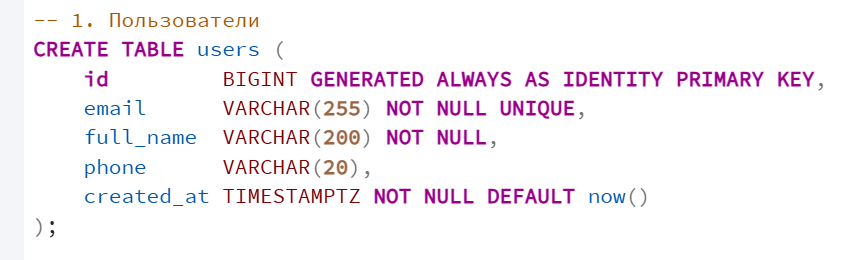 -- 1. Пользователи
CREATE TABLE users (
    id         BIGINT GENERATED ALWAYS AS IDENTITY PRIMARY KEY,
    email      VARCHAR(255) NOT NULL UNIQUE,
    full_name  VARCHAR(200) NOT NULL,
    phone      VARCHAR(20),
    created_at TIMESTAMPTZ NOT NULL DEFAULT now()
);